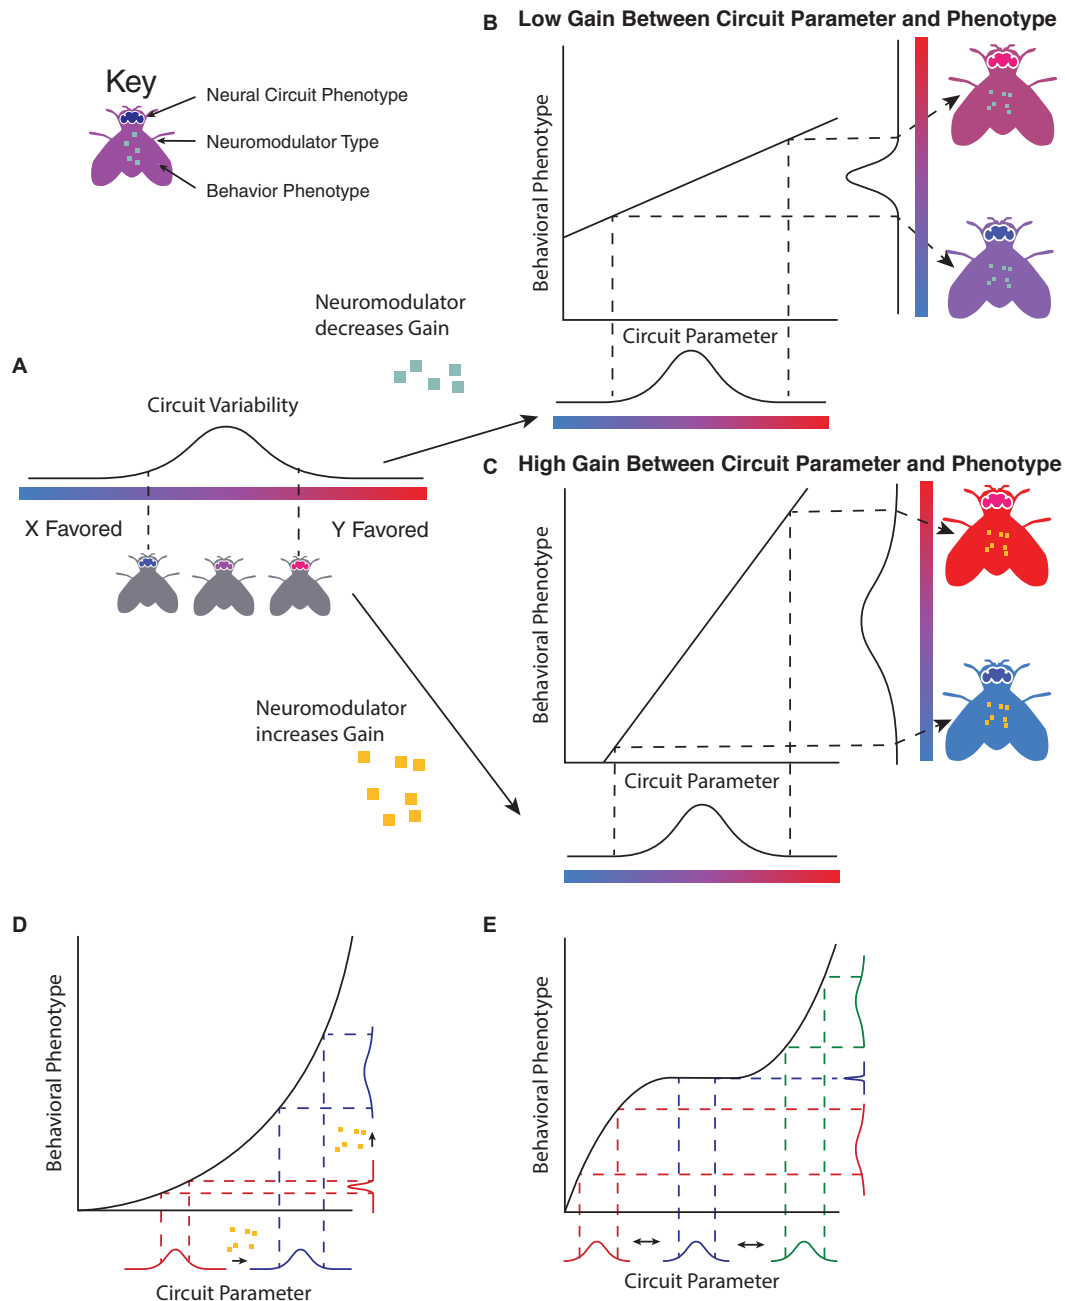 Key
Neural Circuit Phenotype
Neuromodulator Type
Behavior Phenotype
A
Circuit Variability
X Favored
Y Favored
Neuromodulator
decreases Gain
Neuromodulator
increases Gain
B
Low Gain Between Circuit Parameter and Phenotype
Behavioral Phenotype
Circuit Parameter
C
High Gain Between Circuit Parameter and Phenotype
Behavioral Phenotype
Circuit Parameter
D
Behavioral Phenotype
Circuit Parameter
E
Behavioral Phenotype
Circuit Parameter